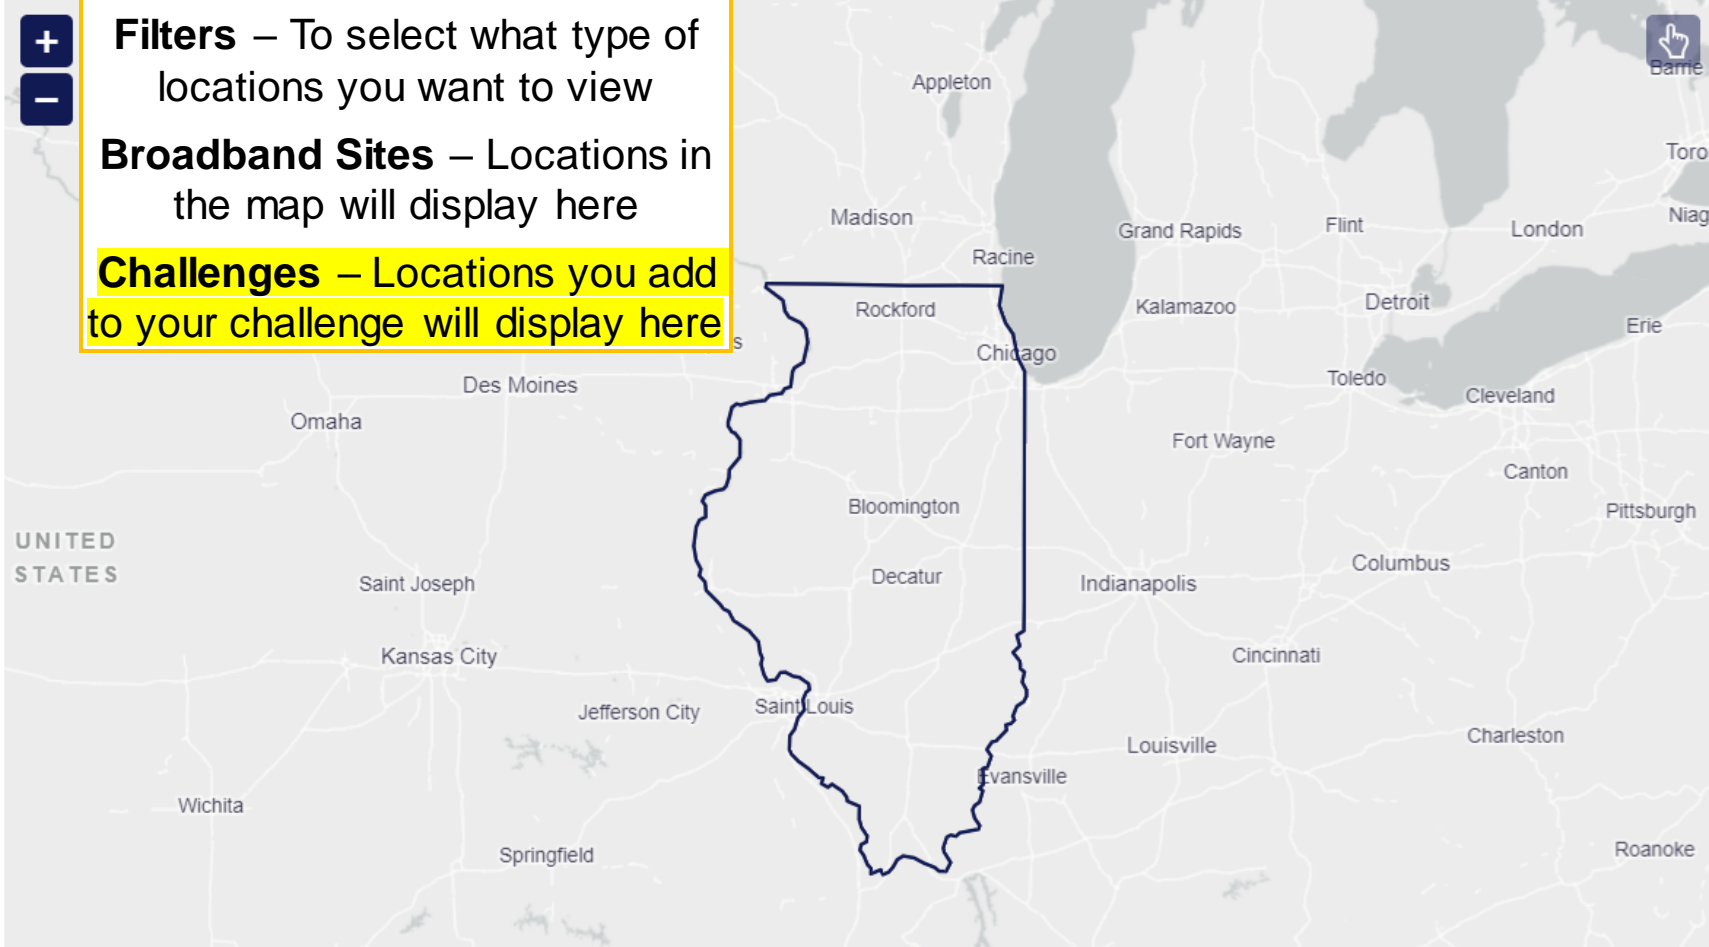 +
−
Filters – To select what type of
locations you want to view
Broadband Sites – Locations in
the map will display here
Challenges – Locations you add
to your challenge will display here
Appleton
Barrie
Toro
Madison
Grand Rapids
Flint
London
Niag
Racine
Rockford
Kalamazoo
Detroit
Erie
s
Chicago
Des Moines
Toledo
Cleveland
Omaha
Fort Wayne
Canton
Bloomington
Pittsburgh
UNITED
STATES
Saint Joseph
Decatur
Indianapolis
Columbus
Kansas City
Cincinnati
Jefferson City
Saint Louis
Louisville
Charleston
Evansville
Wichita
Springfield
Roanoke